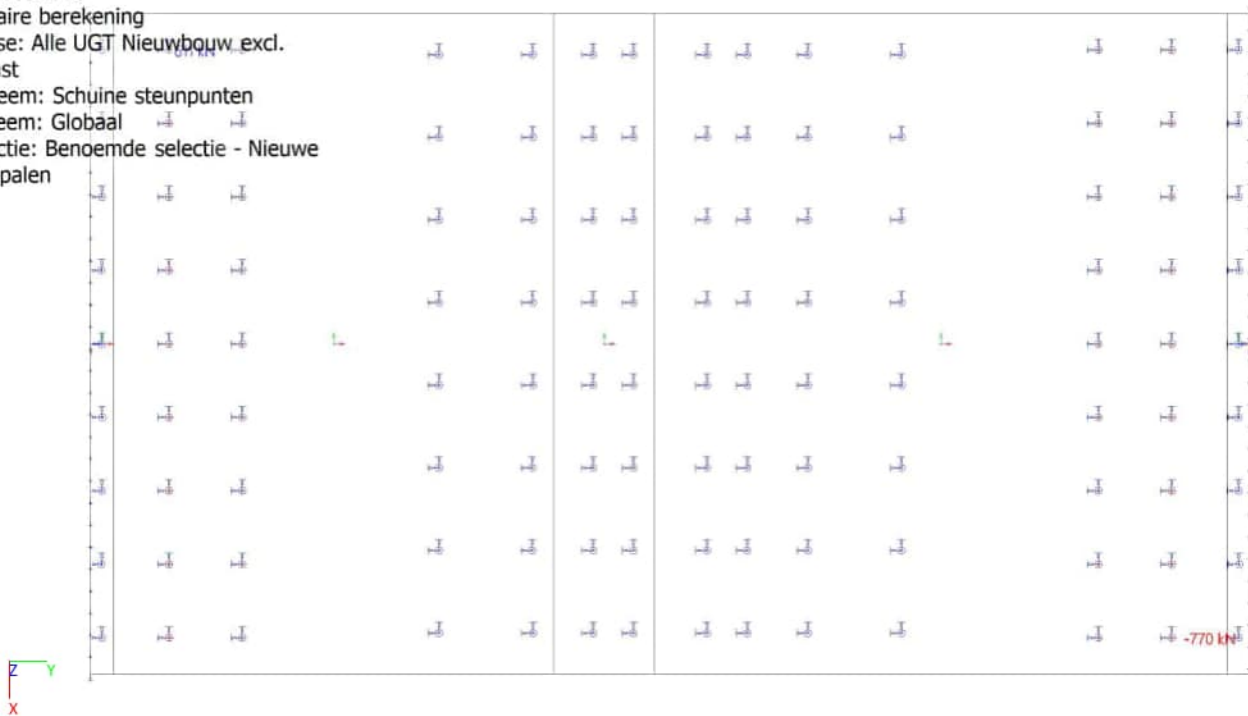 aire berekening
se: Alle UGT Nieuwbouw excl.
st
eem: Schuine steunpunten
eem: Globaal
ctie: Benoemde selectie - Nieuwe
palen
-770 kN
Z Y
X